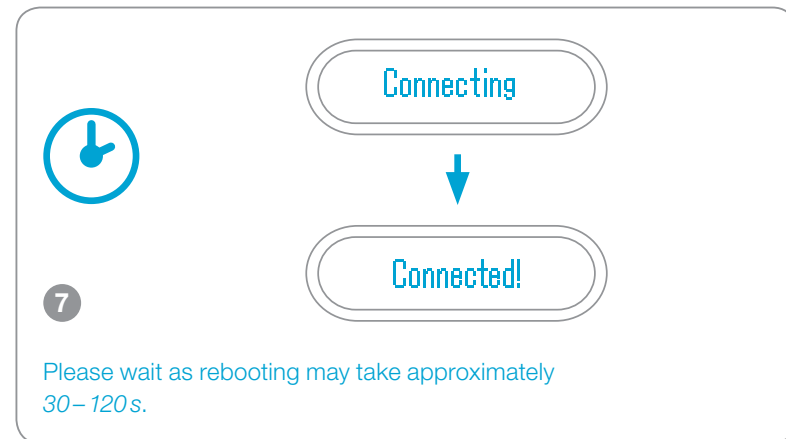 Connecting
Connected!
7
Please wait as rebooting may take approximately
30–120 s.